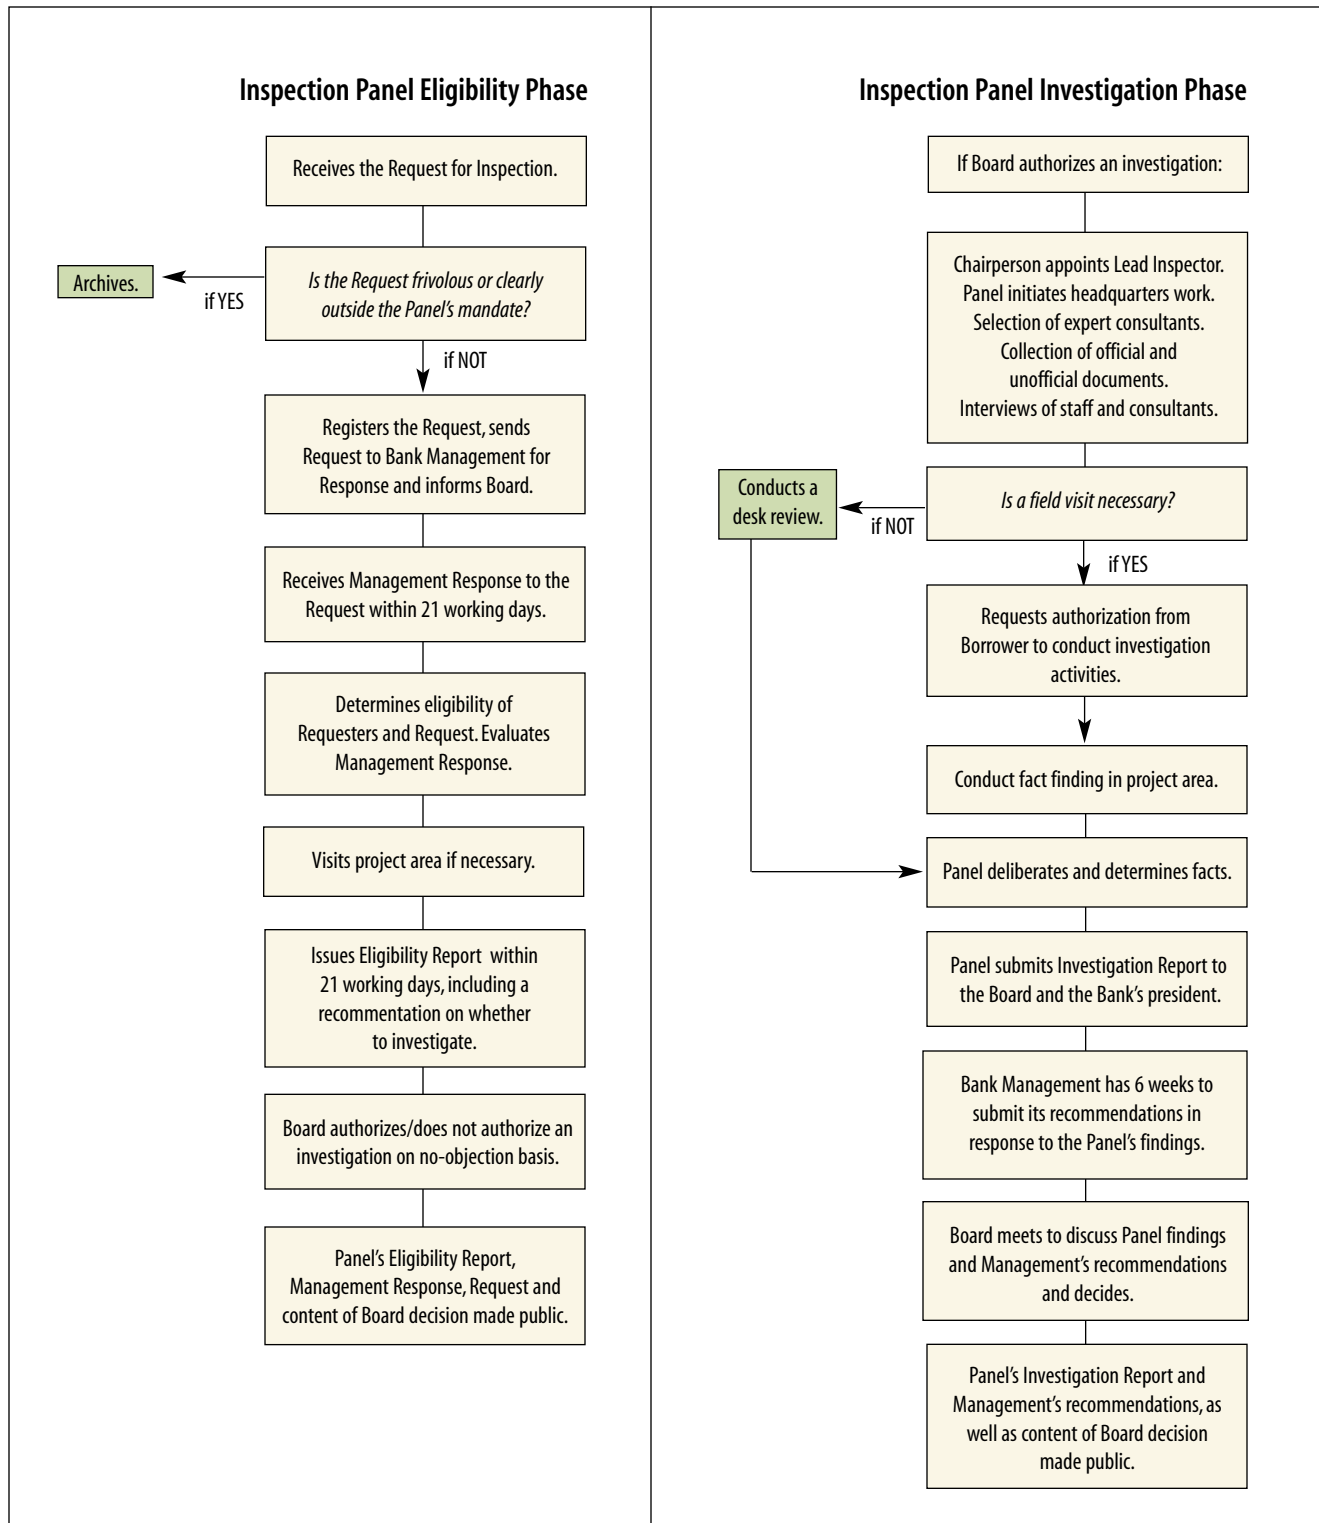 Inspection Panel Eligibility Phase
Receives the Request for Inspection.
Archives.
if YES
Is the Request frivolous or clearly
outside the Panel's mandate?
if NOT
Registers the Request, sends
Request to Bank Management for
Response and informs Board.
Receives Management Response to the
Request within 21 working days.
Determines eligibility of
Requesters and Request. Evaluates
Management Response.
Visits project area if necessary.
Issues Eligibility Report within
21 working days, including a
recommentation on whether
to investigate.
Board authorizes/does not authorize an
investigation on no-objection basis.
Panel's Eligibility Report,
Management Response, Request and
content of Board decision made public.
Inspection Panel Investigation Phase
If Board authorizes an investigation:
Chairperson appoints Lead Inspector.
Panel initiates headquarters work.
Selection of expert consultants.
Collection of official and
unofficial documents.
Interviews of staff and consultants.
Conducts a
desk review.
if NOT
Is a field visit necessary?
if YES
Requests authorization from
Borrower to conduct investigation
activities.
Conduct fact finding in project area.
Panel deliberates and determines facts.
Panel submits Investigation Report to
the Board and the Bank's president.
Bank Management has 6 weeks to
submit its recommendations in
response to the Panel's findings.
Board meets to discuss Panel findings
and Management's recommendations
and decides.
Panel's Investigation Report and
Management's recommendations, as
well as content of Board decision
made public.